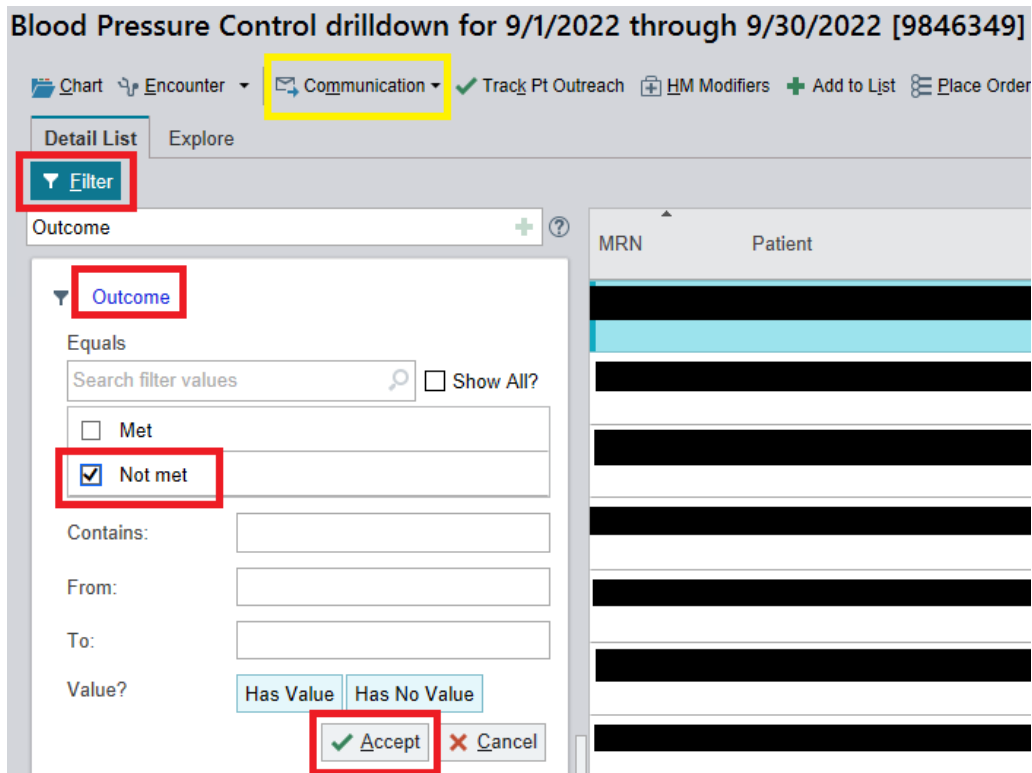 Blood Pressure Control drilldown for 9/1/2022 through 9/30/2022 [9846349]
Chart Encounter Communication Track Pt Outreach HM Modifiers Add to List Place Order
Detail List Explore
Filter
Outcome
MRN Patient
Outcome
Equals
Search filter values Show All?
Met
Not met
Contains:
From:
To:
Value? Has Value Has No Value
Accept Cancel